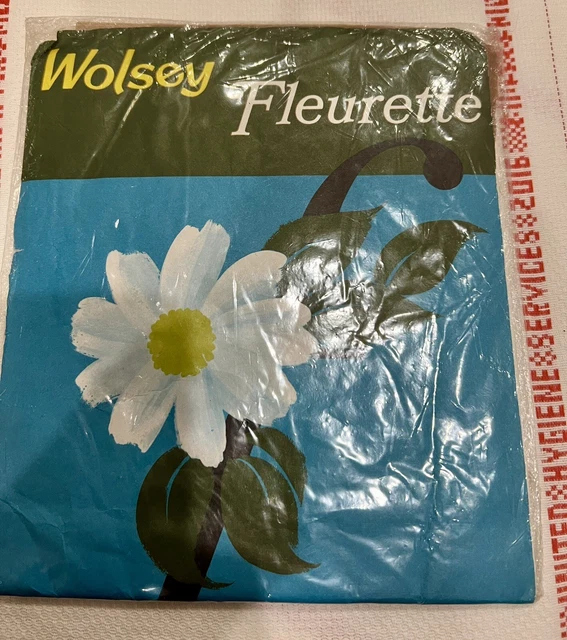 Wolsey
Fleurette
UNITED HYGIENE SERVICES 2016